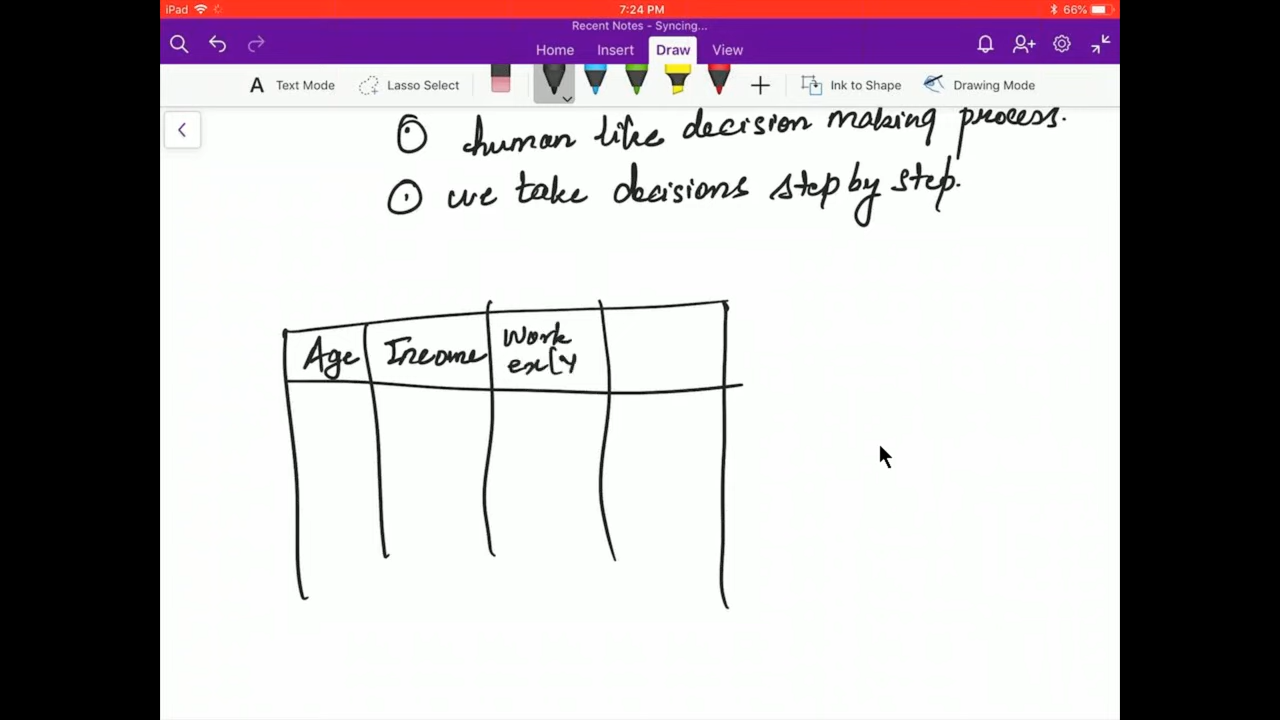 iPad 7:24 PM 66%
Recent Notes - Syncing...
Home Insert Draw View
A Text Mode Lasso Select Ink to Shape Drawing Mode
human like decision making process.
we take decisions step by step.
Age Income Work
ex[Y